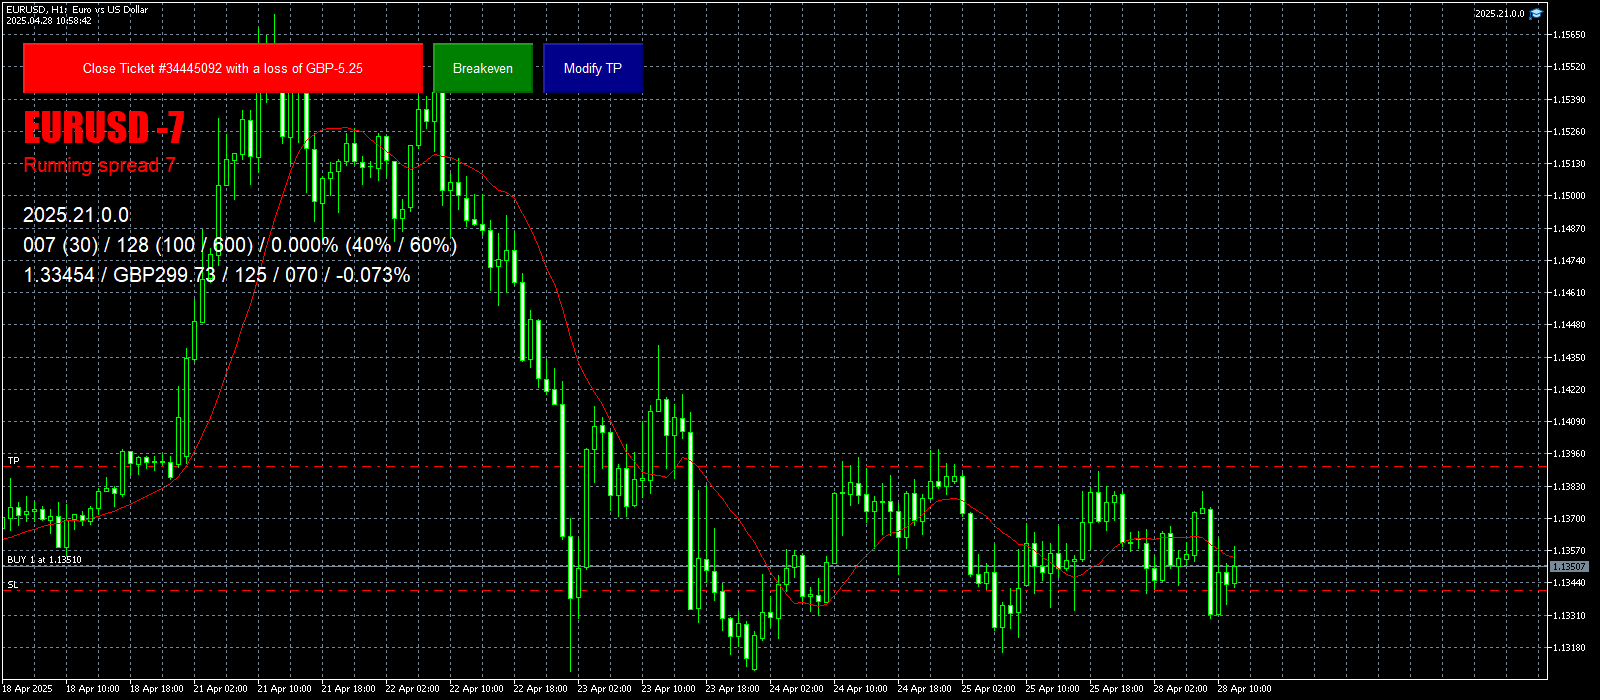 EURUSD, H1: Euro vs US Dollar
2025.04.28 10:58:42
2025.21.0.0
Close Ticket #34445092 with a loss of GBP-5.25
Breakeven
Modify TP
EURUSD -7
Running spread 7
2025.21.0.0
007 (30) / 128 (100 / 600) / 0.000% (40% / 60%)
1.33454 / GBP299.73 / 125 / 070 / -0.073%
TP
BUY 1 at 1.13510
SL
1.15650
1.15520
1.15390
1.15260
1.15130
1.15000
1.14870
1.14740
1.14610
1.14480
1.14350
1.14220
1.14090
1.13960
1.13830
1.13700
1.13570
1.13507
1.13440
1.13310
1.13180
18 Apr 2025
18 Apr 10:00
18 Apr 18:00
21 Apr 02:00
21 Apr 10:00
21 Apr 18:00
22 Apr 02:00
22 Apr 10:00
22 Apr 18:00
23 Apr 02:00
23 Apr 10:00
23 Apr 18:00
24 Apr 02:00
24 Apr 10:00
24 Apr 18:00
25 Apr 02:00
25 Apr 10:00
25 Apr 18:00
28 Apr 02:00
28 Apr 10:00